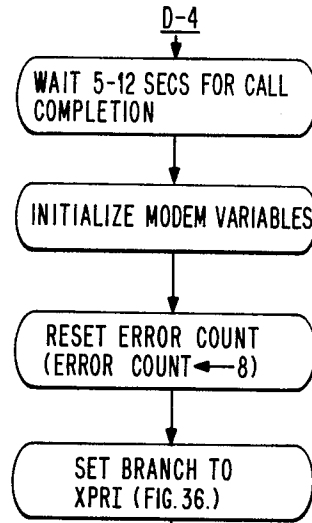 D-4
WAIT 5-12 SECS FOR CALL
COMPLETION
INITIALIZE MODEM VARIABLES
RESET ERROR COUNT
(ERROR COUNT←8)
SET BRANCH TO
XPRI (FIG.36.)